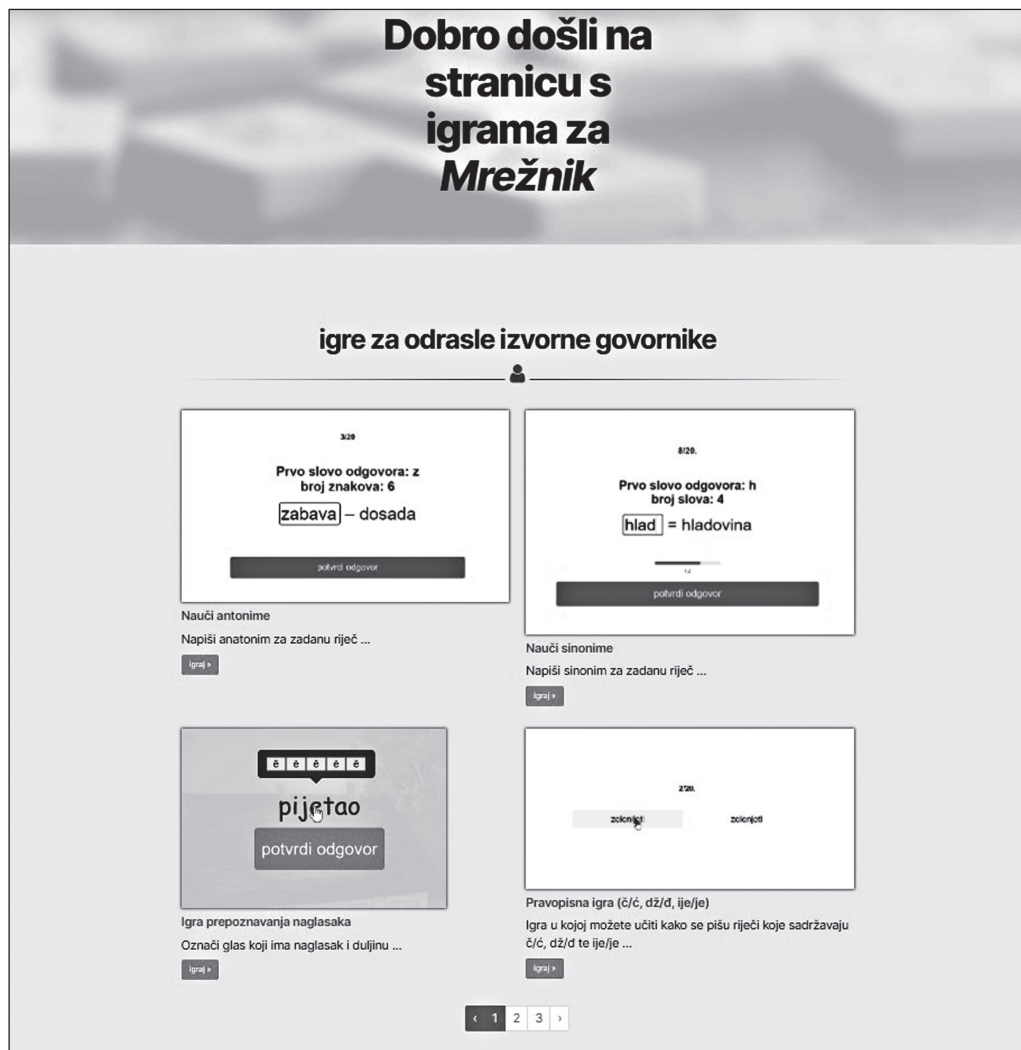 Dobro došli na
stranicu s
igrama za
Mrežnik
igre za odrasle izvorne govornike
3/20
Prvo slovo odgovora: z
broj znakova: 6
zabava – dosada
potvrdi odgovor
Nauči antonime
Napiši anatonim za zadanu riječ ...
Igraj »
8/20.
Prvo slovo odgovora: h
broj slova: 4
hlad = hladovina
14
potvrdi odgovor
Nauči sinonime
Napiši sinonim za zadanu riječ ...
Igraj »
pijetao
potvrdi odgovor
Igra prepoznavanja naglasaka
Označi glas koji ima naglasak i duljinu ...
Igraj »
2/20.
Pravopisna igra (č/ć, dž/đ, ije/je)
Igra u kojoj možete učiti kako se pišu riječi koje sadržavaju
č/ć, dž/đ te ije/je ...
Igraj »
‹ 1 2 3 ›